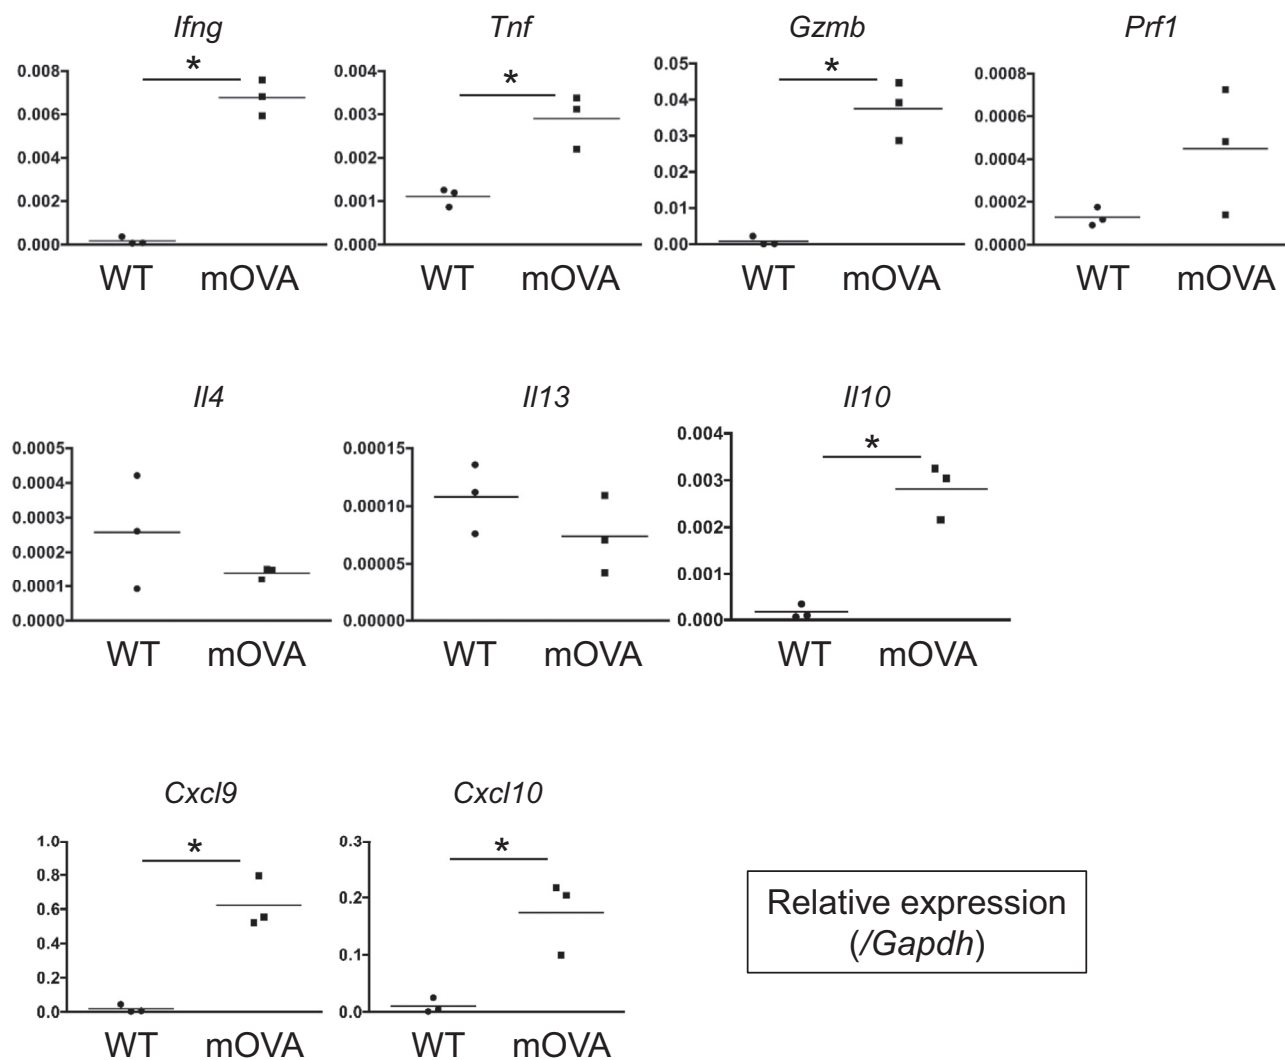 Ifng Tnf Gzmb Prf1
* * *
0.008 0.004 0.05 0.0008
0.006 0.003 0.04 0.0006
0.004 0.002 0.03 0.0004
0.002 0.001 0.02 0.0002
0.000 0.000 0.01 0.0000
0.00
WT mOVA WT mOVA WT mOVA WT mOVA
Il4 Il13 Il10
*
0.0005 0.00015 0.004
0.0004 0.00010 0.003
0.0003 0.00005 0.002
0.0002 0.00000 0.001
0.0001 0.000
0.0000
WT mOVA WT mOVA WT mOVA
Cxcl9 Cxcl10
* *
1.0 0.3
0.8 0.2
0.6 0.1
0.4 0.0
0.2
0.0
WT mOVA WT mOVA
Relative expression
(/Gapdh)